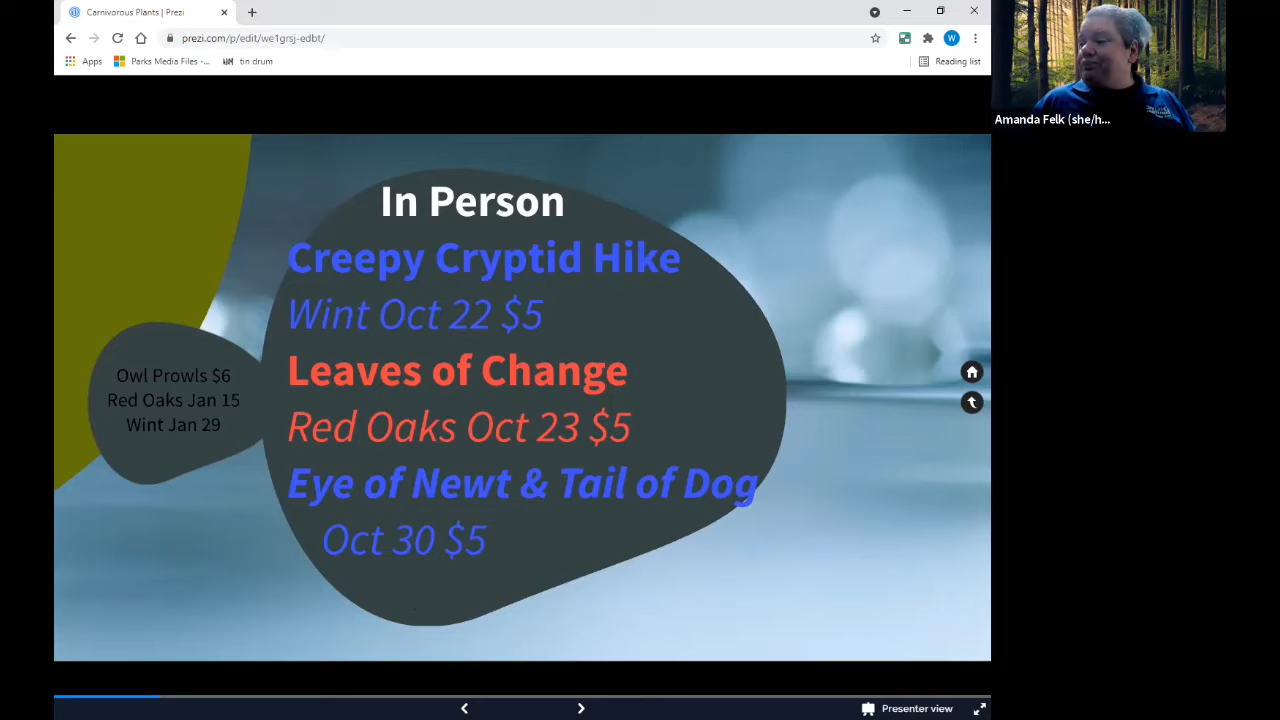 Carnivorous Plants | Prezi
prezi.com/p/edit/we1grsj-edbt/
W
Apps
Parks Media Files -...
tin drum
Reading list
Amanda Felk (she/h...
In Person
Creepy Cryptid Hike
Wint Oct 22 $5
Leaves of Change
Red Oaks Oct 23 $5
Eye of Newt & Tail of Dog
Oct 30 $5
Owl Prowls $6
Red Oaks Jan 15
Wint Jan 29
Presenter view